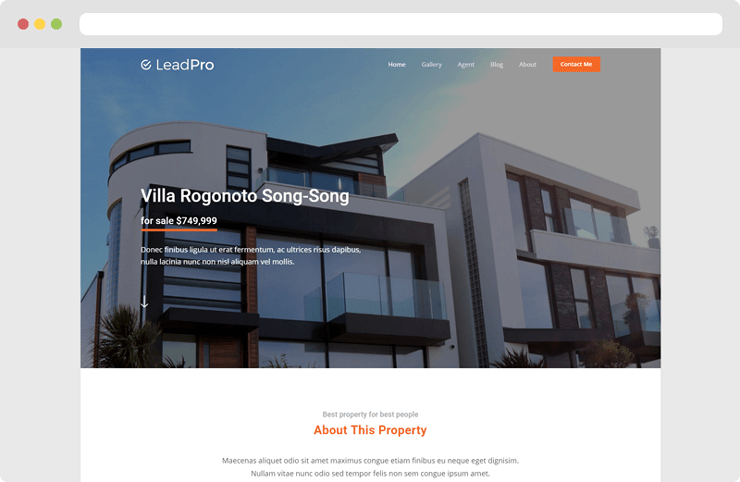 LeadPro
Home Gallery Agent Blog About Contact Me
Villa Rogonoto Song-Song
for sale $749,999
Donec finibus ligula ut erat fermentum, ac ultrices risus dapibus,
nulla lacinia nunc non nisl aliquam vel mollis.
Best property for best people
About This Property
Maecenas aliquet odio sit amet maximus congue etiam finibus eu neque eget dignisim.
Nullam vitae nunc odio sed tempor felis non sem congue ipsum amet.